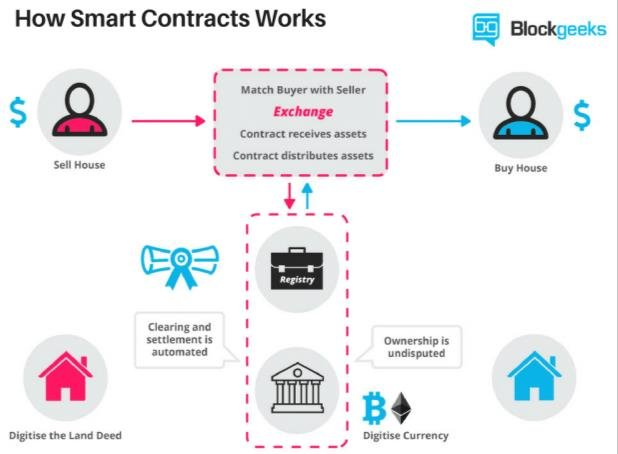 How Smart Contracts Works
Blockgeeks
$
Match Buyer with Seller
Exchange
Contract receives assets
Contract distributes assets
$
Sell House
Buy House
Registry
Clearing and
settlement is
automated
Ownership is
undisputed
Digitise the Land Deed
Digitise Currency